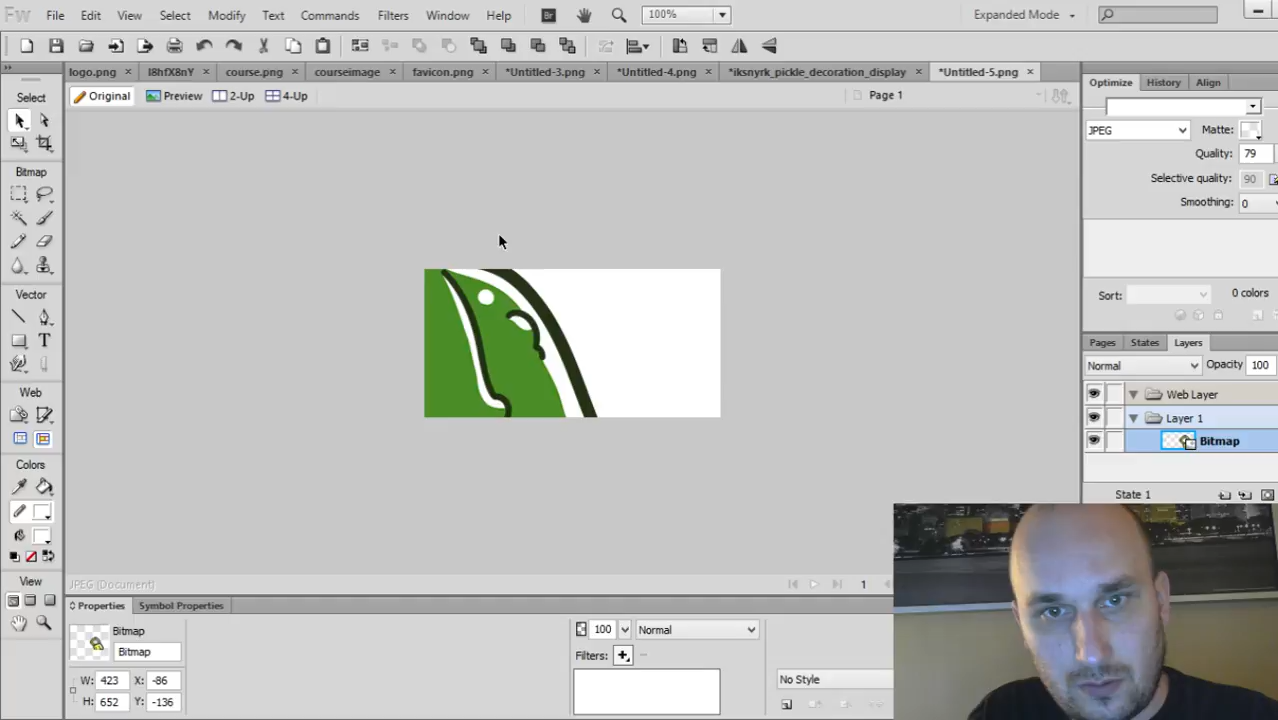 Fw File Edit View Select Modify Text Commands Filters Window Help Br 100% Expanded Mode
logo.png × I8hfX8nY × course.png × courseimage × favicon.png × *Untitled-3.png × *Untitled-4.png × *iksnyrk_pickle_decoration_display × *Untitled-5.png ×
Original Preview 2-Up 4-Up Page 1
Select
Bitmap
Vector
T
Web
Colors
View
Optimize History Align
JPEG Matte:
Quality: 79
Selective quality: 90
Smoothing: 0
Sort: 0 colors
Pages States Layers
Normal Opacity 100
Web Layer
Layer 1
Bitmap
State 1
JPEG (Document) 1
Properties Symbol Properties
Bitmap
Bitmap
W: 423 X: -86
H: 652 Y: -136
100 Normal
Filters:
No Style